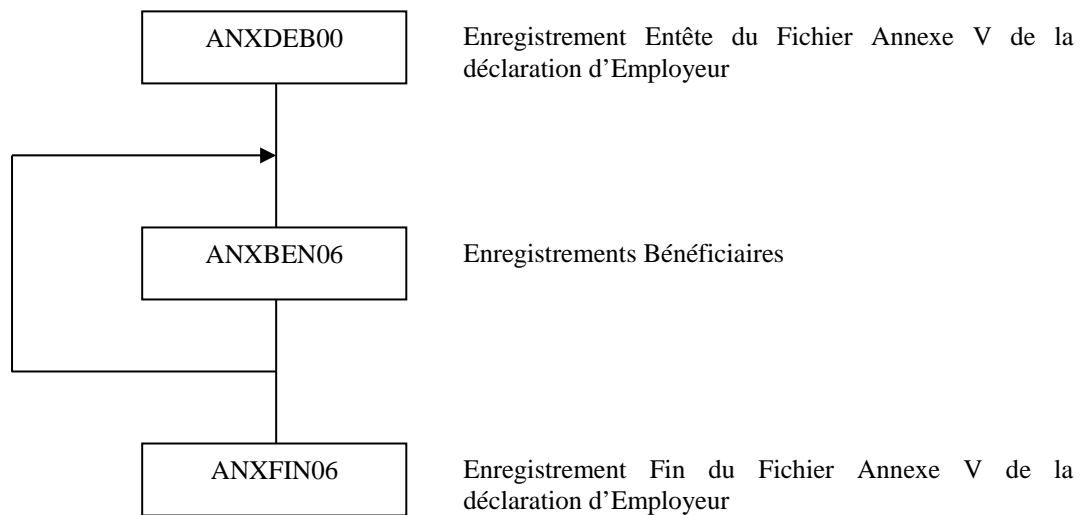 ANXDEB00
Enregistrement Entête du Fichier Annexe V de la
déclaration d'Employeur
ANXBEN06
Enregistrements Bénéficiaires
ANXFIN06
Enregistrement Fin du Fichier Annexe V de la
déclaration d'Employeur